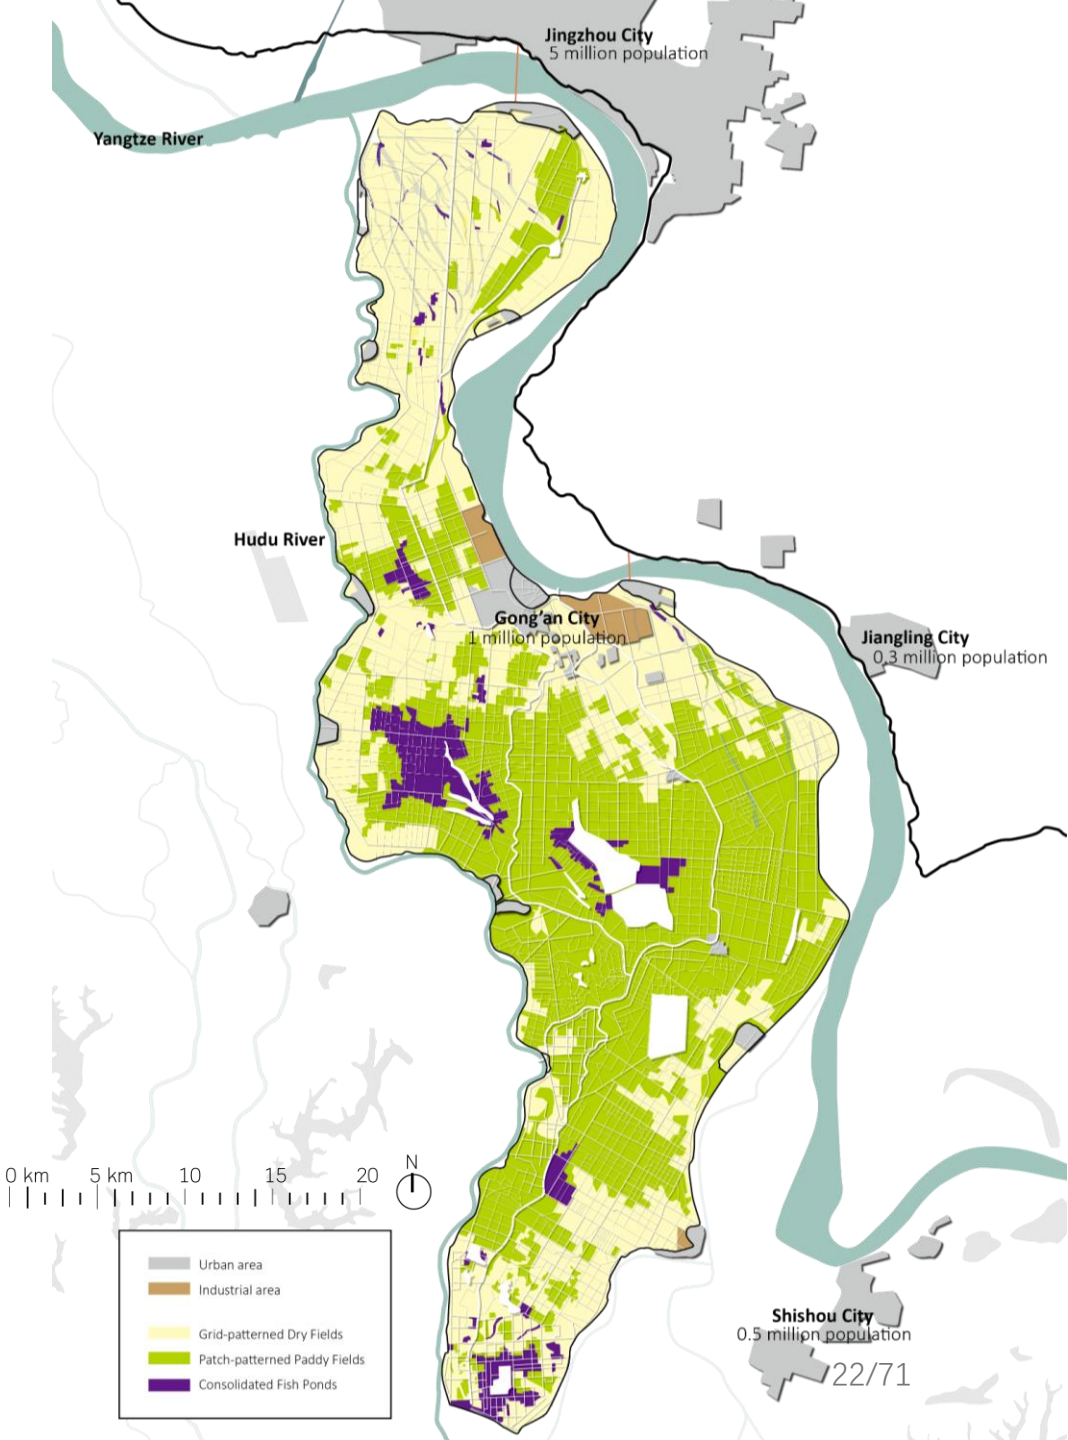 Jingzhou City
5 million population
Yangtze River
Hudu River
Gong'an City
1 million population
Jiangling City
0.3 million population
0 km 5 km 10 15 20
N
Urban area
Industrial area
Grid-patterned Dry Fields
Patch-patterned Paddy Fields
Consolidated Fish Ponds
Shishou City
0.5 million population
22/71